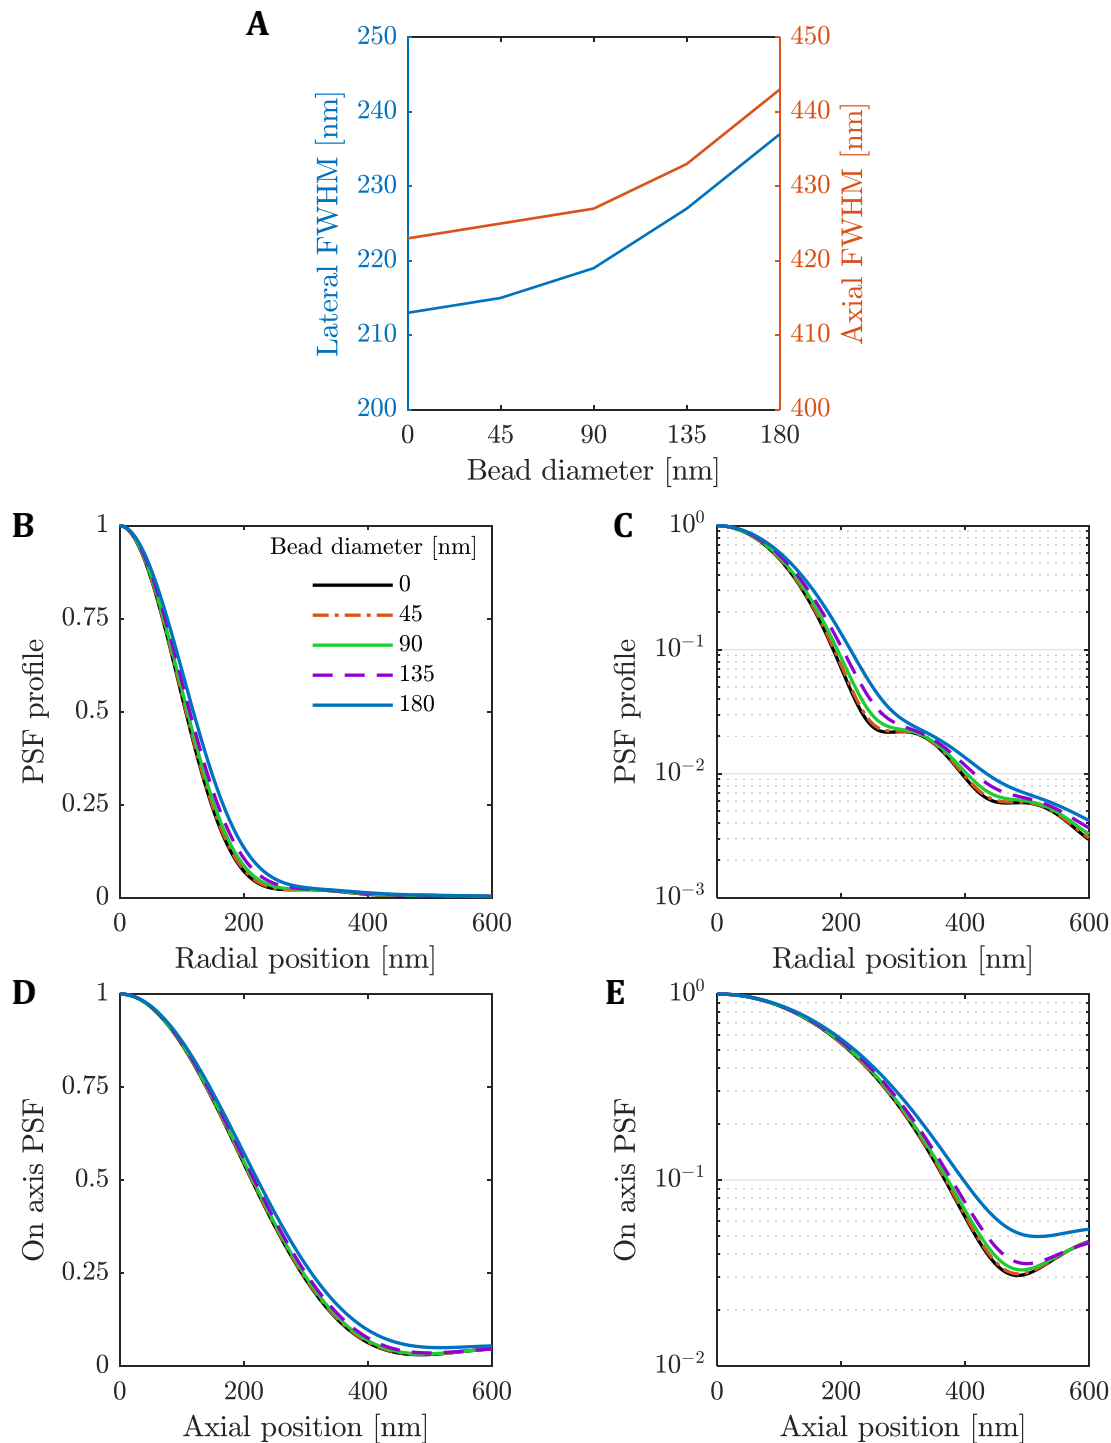 A
250
240
230
220
210
200
Lateral FWHM [nm]
450
440
430
420
410
400
Axial FWHM [nm]
0 45 90 135 180
Bead diameter [nm]
B
1
0.75
0.5
0.25
0
PSF profile
Bead diameter [nm]
0
45
90
135
180
0 200 400 600
Radial position [nm]
C
10⁰
10⁻¹
10⁻²
10⁻³
PSF profile
0 200 400 600
Radial position [nm]
D
1
0.75
0.5
0.25
0
On axis PSF
0 200 400 600
Axial position [nm]
E
10⁰
10⁻¹
10⁻²
On axis PSF
0 200 400 600
Axial position [nm]